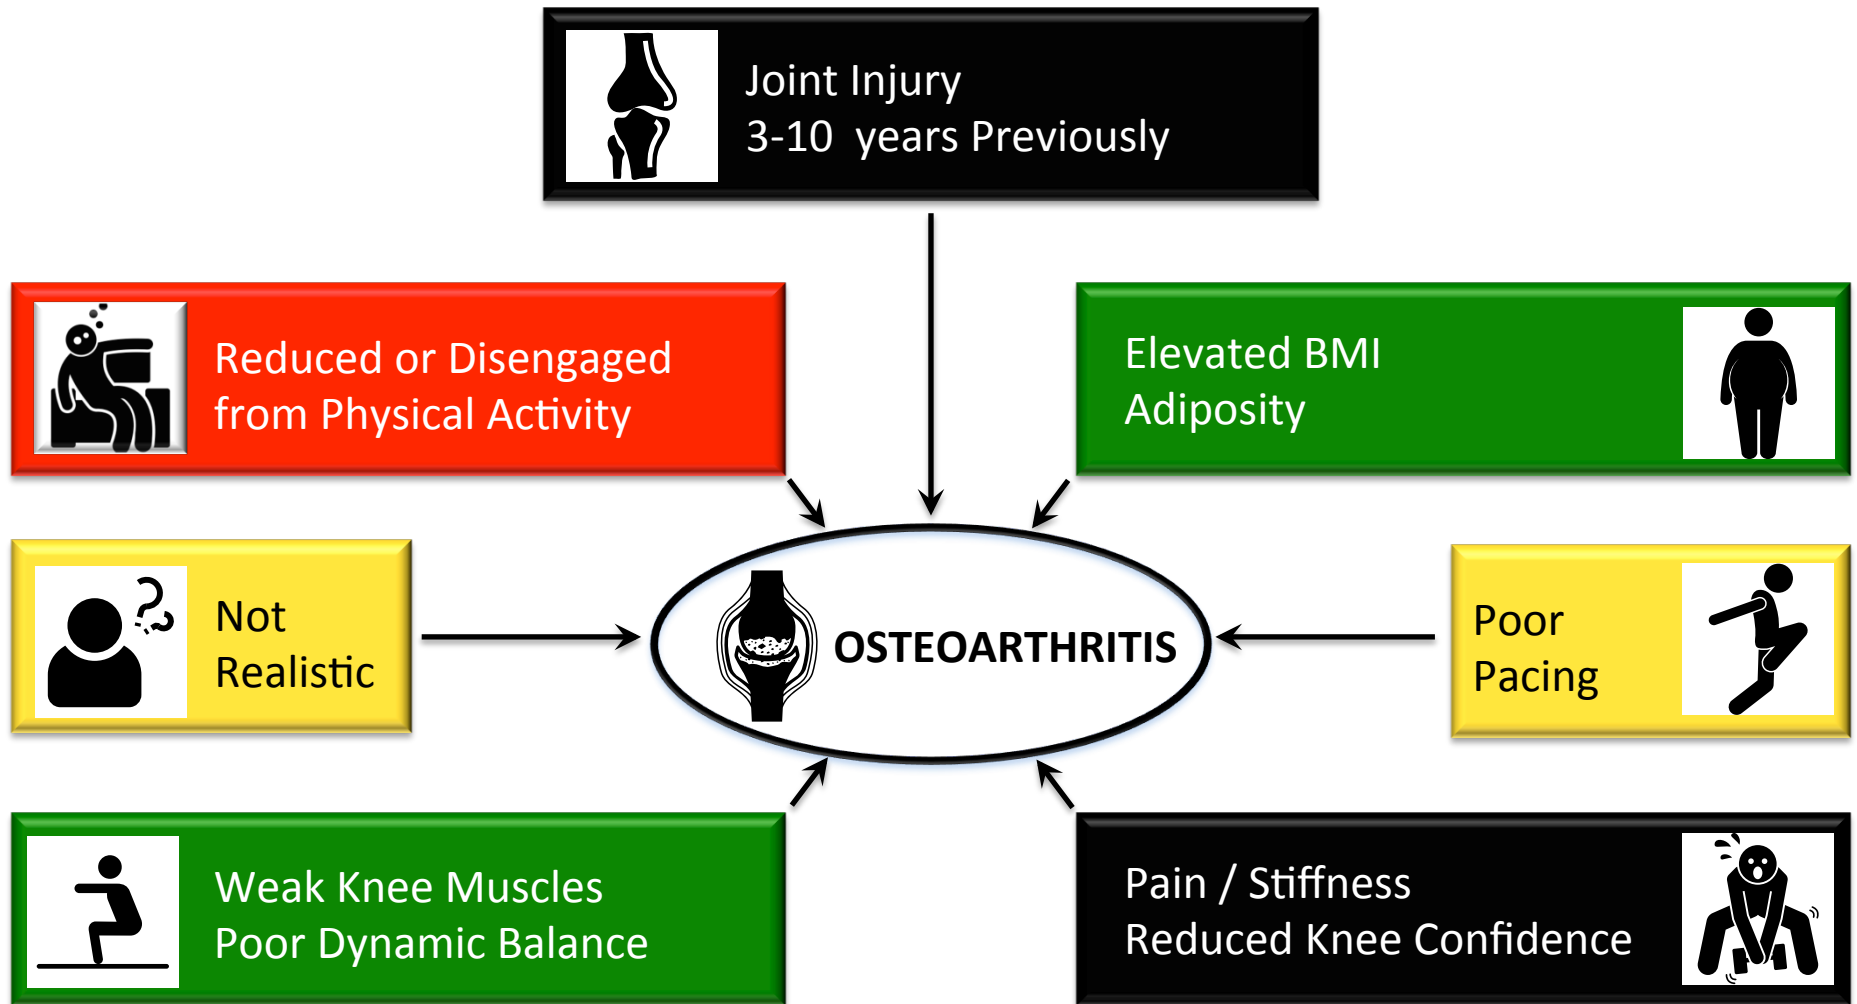 Joint Injury
3-10 years Previously
Reduced or Disengaged
from Physical Activity
Elevated BMI
Adiposity
Not
Realistic
OSTEOARTHRITIS
Poor
Pacing
Weak Knee Muscles
Poor Dynamic Balance
Pain / Stiffness
Reduced Knee Confidence